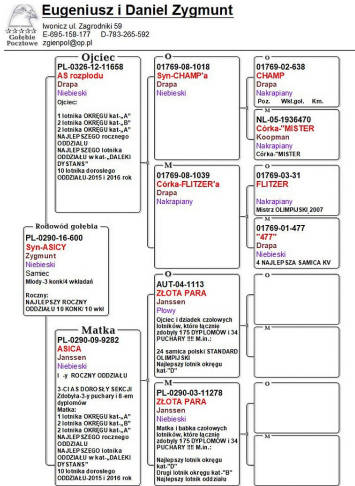 Eugeniusz i Daniel Zygmunt
Iwonicz ul. Zagrodniki 59
E-695-158-177 D-783-265-592
zgienpol@op.pl
Gołębie
Pocztowe
Rodowód gołębia
PL-0290-16-600
Syn-ASICY
Zygmunt
Niebieski
Samiec
Młody-3 konk/4 wkładań
Roczny:
NAJLEPSZY ROCZNY
ODDZIAŁU 10 KONK/ 10 wkł
Ojciec
PL-0326-12-11658
AS rozpłodu
Drapa
Niebieski
Ojciec:
1 lotnika OKRĘGU kat-„A"
2 lotnika OKRĘGU kat-„B"
2 lotnika OKRĘGU kat-„A"
NAJLEPSZEGO rocznego
ODDZIAŁU
NAJLEPSZEGO lotnika
ODDZIAŁU w kat-„DALEKI
DYSTANS"
10 lotnika dorosłego
ODDZIAŁU-2015 i 2016 rok
Matka
PL-0290-09-9282
ASICA
Janssen
Niebieski
I -y ROCZNY ODDZIAŁU
3-CI AS DOROSŁY SEKCJI
Zdobyła-3-y puchary i 8-em
dyplomów
Matka:
1 lotnika OKRĘGU kat-„A"
2 lotnika OKRĘGU kat-„B"
2 lotnika OKRĘGU kat-„A"
NAJLEPSZEGO rocznego
ODDZIAŁU
NAJLEPSZEGO lotnika
ODDZIAŁU w kat-„DALEKI
DYSTANS"
10 lotnika dorosłego
ODDZIAŁU-2015 i 2016 rok
O
01769-08-1018
Syn-CHAMP'a
Drapa
Niebieski
M
01769-08-1039
Córka-FLITZER'a
Drapa
Nakrapiany
O
AUT-04-1113
ZŁOTA PARA
Janssen
Płowy
Ojciec i dziadek czołowych
lotników, które łącznie
zdobyły 175 DYPLOMÓW i 34
PUCHARY !!!! M.in.:
24 samica polski STANDARD
OLIMPIJSKI
Najlepszy lotnik okręgu
kat-"D"
M
PL-0290-03-11278
ZŁOTA PARA
Janssen
Niebieski
Matka i babka czołowych
lotników, które łącznie
zdobyły 175 DYPLOMÓW i 34
PUCHARY !!!! M.in.:
Najlepszy lotnik okręgu
kat-"D"
Drugi lotnik okręgu kat-"B"
Najlepszy lotnik oddziału
O
01769-02-638
CHAMP
Drapa
Nakrapiany
Poz. Wkł.goł. Km.
M
NL-05-1936470
Córka-"MISTER
Koopman
Nakrapiany
Córka-"MISTER
O
01769-03-31
FLITZER
Nakrapiany
Mistrz OLIMPIJSKI_2007
M
01769-01-477
"477"
Drapa
Niebieski
4 NAJLEPSZA SAMICA KV
O
M
O
M